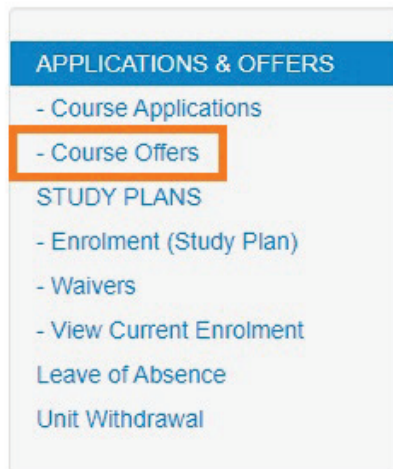 APPLICATIONS & OFFERS
- Course Applications
- Course Offers
STUDY PLANS
- Enrolment (Study Plan)
- Waivers
- View Current Enrolment
Leave of Absence
Unit Withdrawal